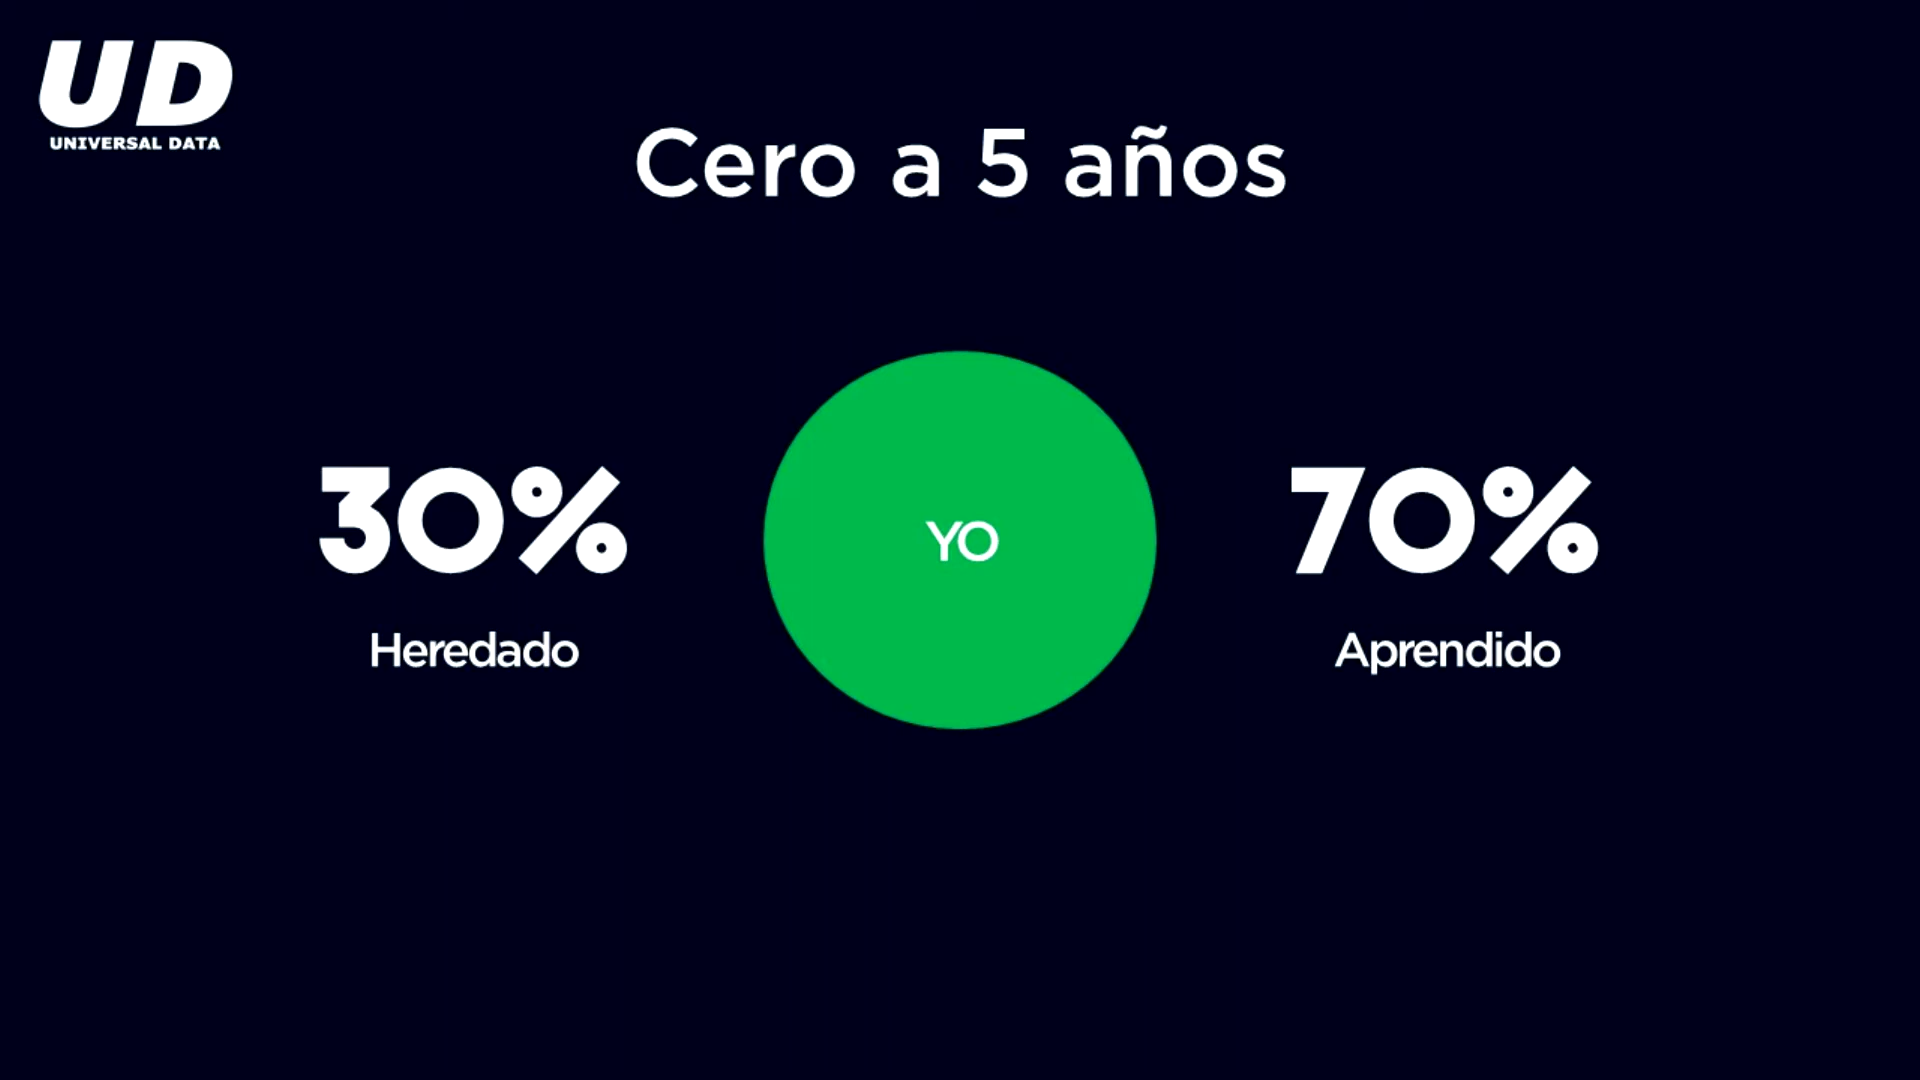 UD
UNIVERSAL DATA
Cero a 5 años
30%
Heredado
YO
70%
Aprendido